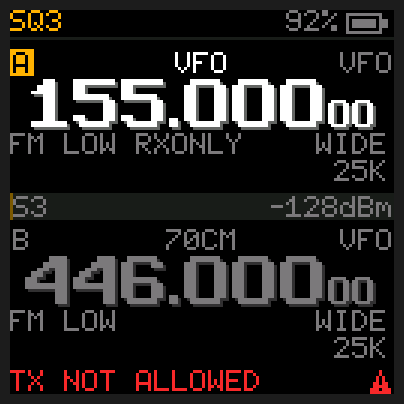 SQ3 92%
A VFO VFO
155.00000
FM LOW RXONLY WIDE
25K
S3 -128dBm
B 70CM VFO
446.00000
FM LOW WIDE
25K
TX NOT ALLOWED